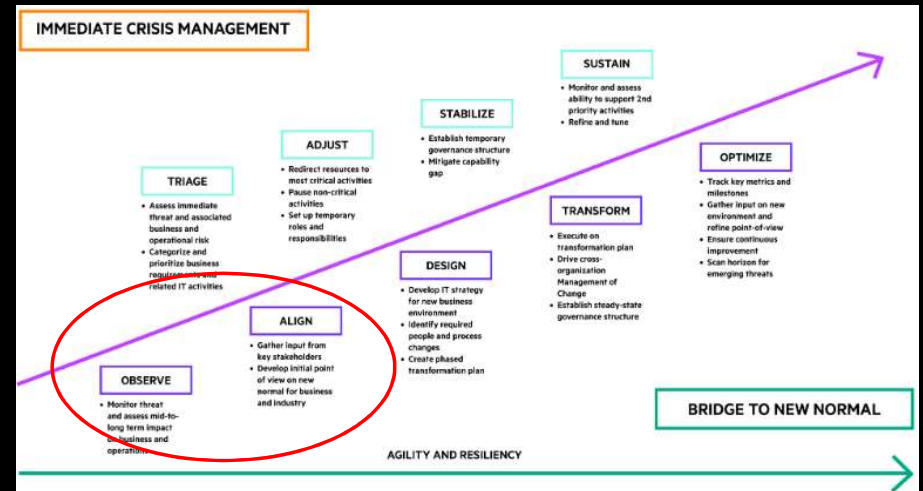 IMMEDIATE CRISIS MANAGEMENT
SUSTAIN
• Monitor and assess
ability to support 2nd
priority activities
• Refine and tune
STABILIZE
• Establish temporary
governance structure
• Mitigate capability
gap
ADJUST
• Redirect resources to
most critical activities
• Pause non-critical
activities
• Set up temporary
roles and
responsibilities
TRIAGE
• Assess immediate
threat and associated
business and
operational risk
• Categorize and
prioritize business
requirements and
related IT activities
OPTIMIZE
• Track key metrics and
milestones
• Gather input on new
environment and
refine point-of-view
• Ensure continuous
improvement
• Scan horizon for
emerging threats
TRANSFORM
• Execute on
transformation plan
• Drive cross-
organization
Management of
Change
• Establish steady-state
governance structure
DESIGN
• Develop IT strategy
for new business
environment
• Identify required
people and process
changes
• Create phased
transformation plan
ALIGN
• Gather input from
key stakeholders
• Develop initial point
of view on new
normal for business
and industry
OBSERVE
• Monitor threat
and assess mid-to-
long term impact
on business and
operations
BRIDGE TO NEW NORMAL
AGILITY AND RESILIENCY